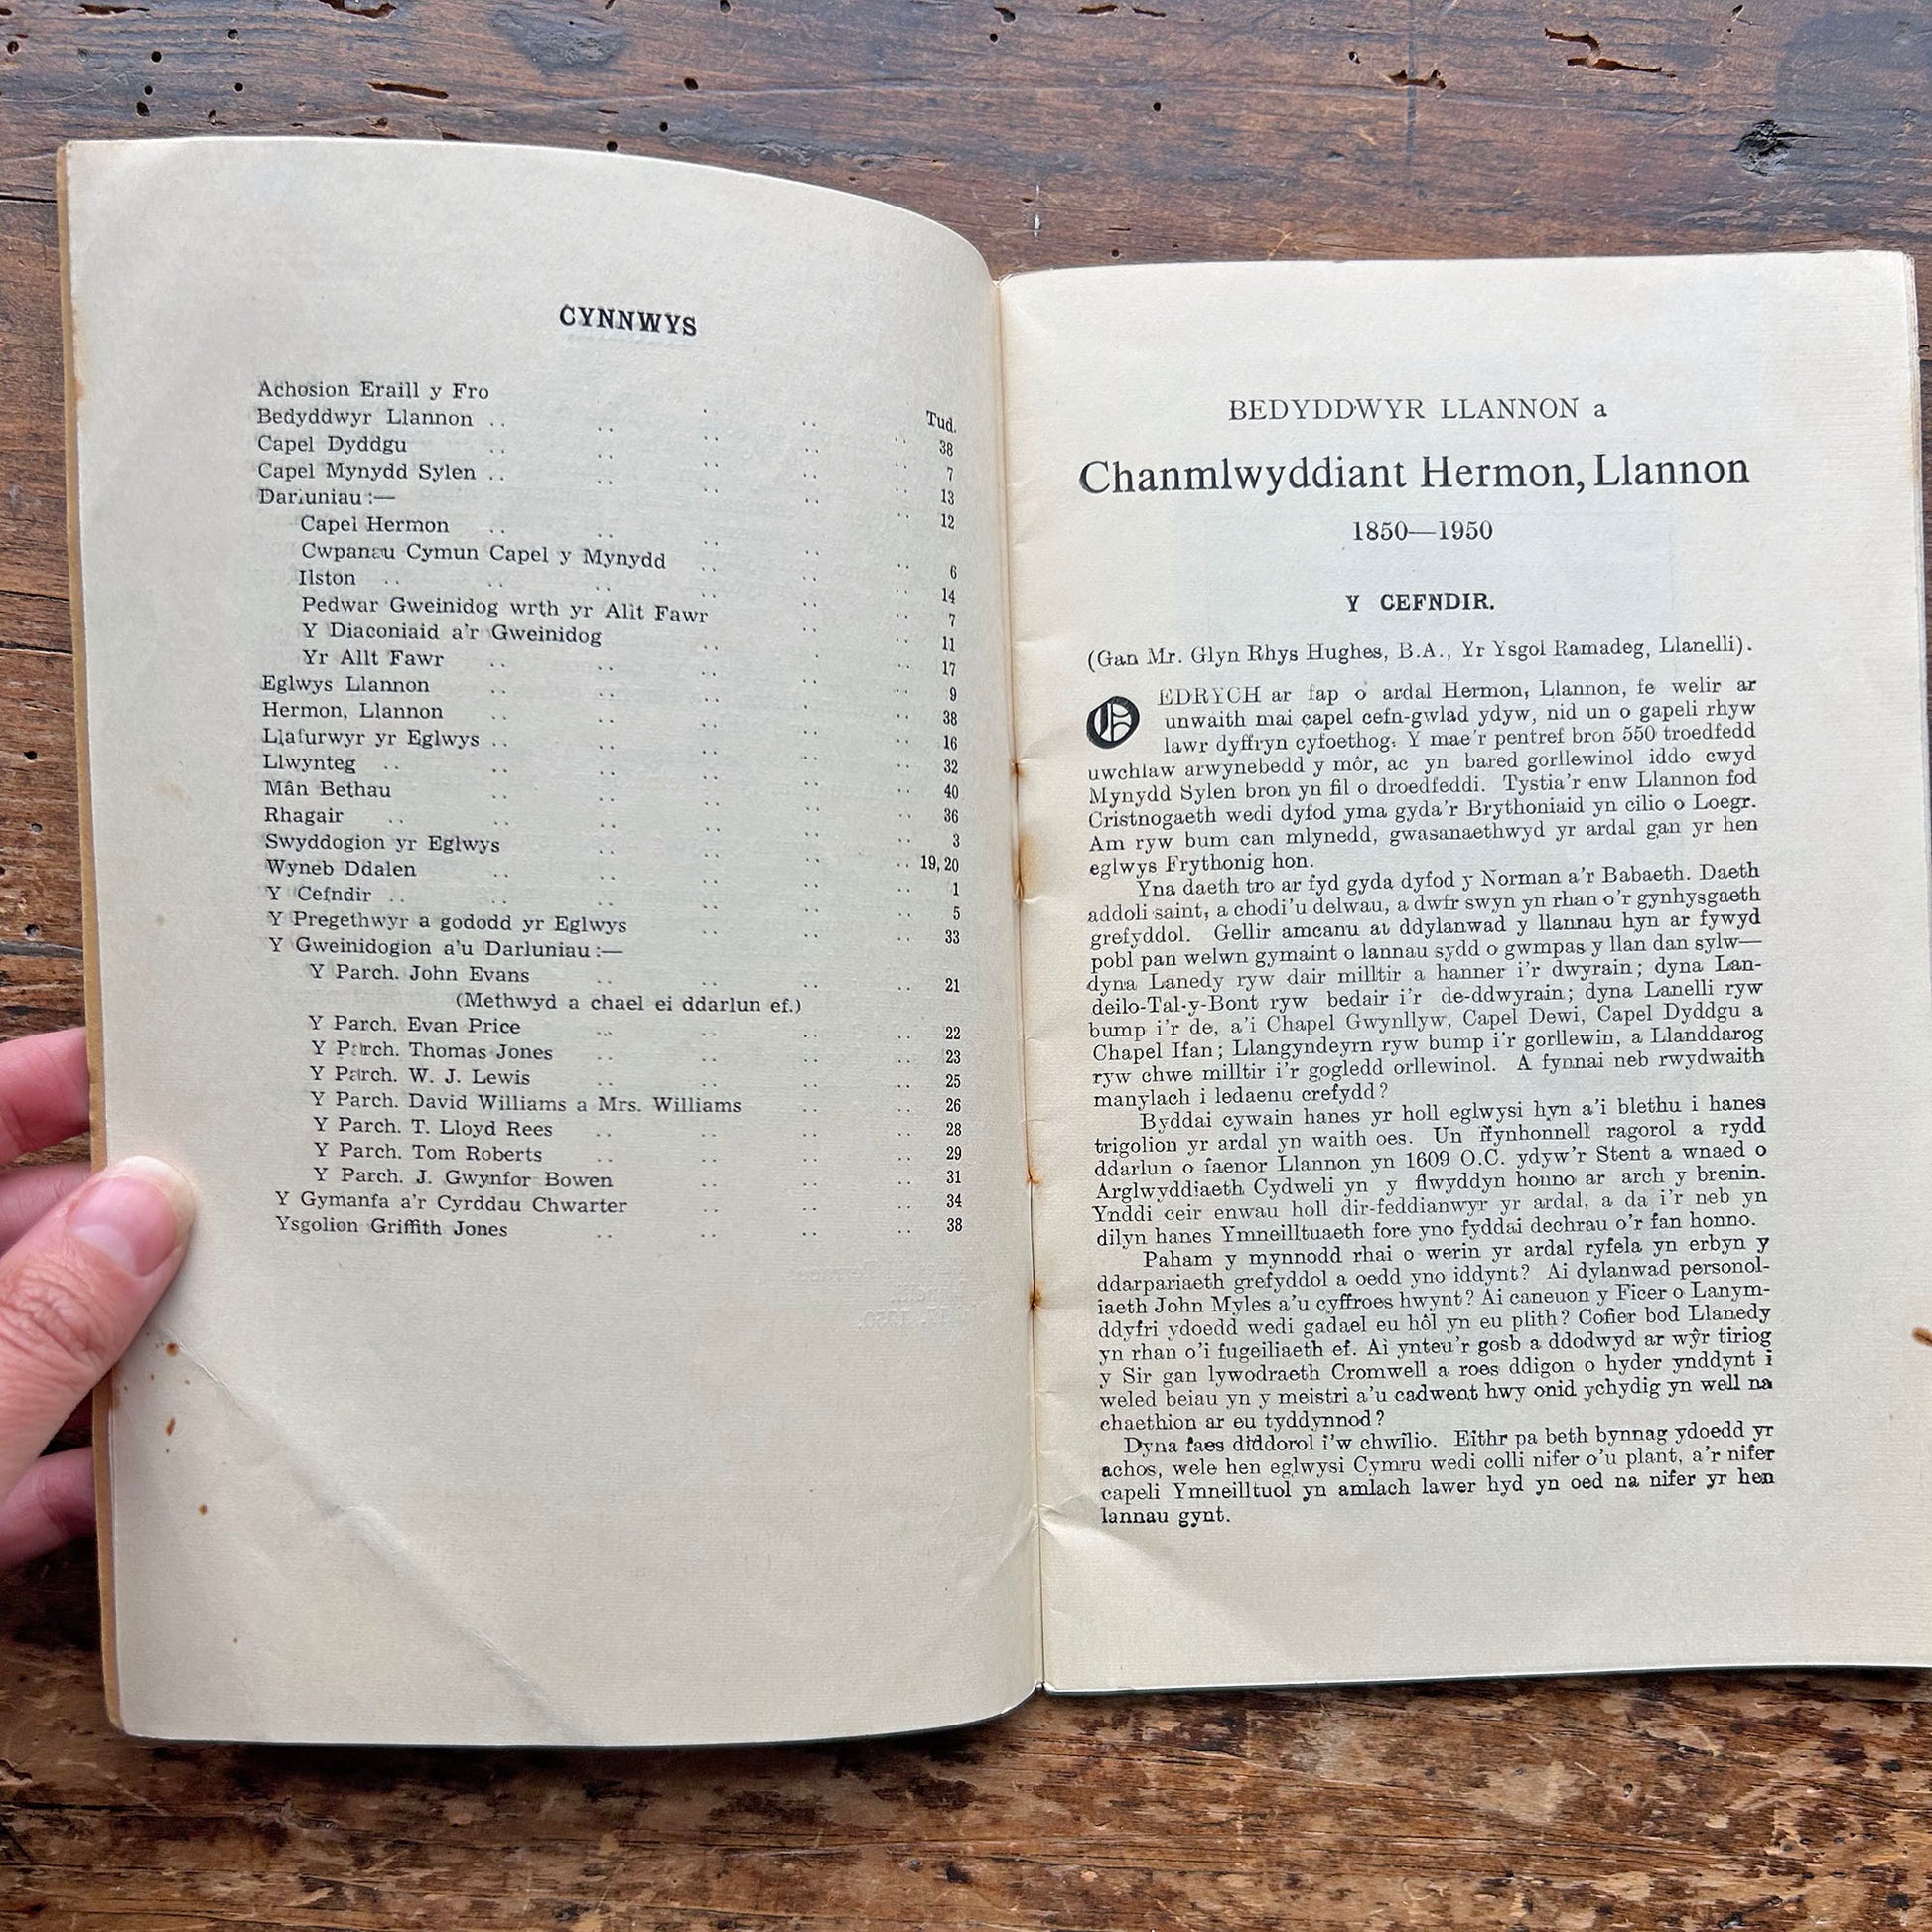 CYNNWYS
Tud.
Achosion Eraill y Fro .. .. .. .. 38
Bedyddwyr Llannon .. .. .. .. .. 7
Capel Dyddgu .. .. .. .. 13
Capel Mynydd Sylen .. .. .. .. .. 12
Darluniau :—
Capel Hermon .. .. .. .. .. 6
Cwpanau Cymun Capel y Mynydd .. .. .. 14
Ilston .. .. .. .. .. .. 7
Pedwar Gweinidog wrth yr Allt Fawr .. .. 11
Y Diaconiaid a'r Gweinidog .. .. .. 17
Yr Allt Fawr .. .. .. .. .. 9
Eglwys Llannon .. .. .. .. .. 38
Hermon, Llannon .. .. .. .. .. 16
Llafurwyr yr Eglwys .. .. .. .. .. 32
Llwynteg .. .. .. .. .. .. 40
Mân Bethau .. .. .. .. .. 36
Rhagair .. .. .. .. .. .. 3
Swyddogion yr Eglwys .. .. .. .. 19, 20
Wyneb Ddalen .. .. .. .. .. 1
Y Cefndir .. .. .. .. .. .. 5
Y Pregethwyr a gododd yr Eglwys .. .. .. 33
Y Gweinidogion a'u Darluniau :—
Y Parch. John Evans .. .. .. .. 21
(Methwyd a chael ei ddarlun ef.)
Y Parch. Evan Price .. .. .. .. 22
Y Parch. Thomas Jones .. .. .. .. 23
Y Parch. W. J. Lewis .. .. .. .. 25
Y Parch. David Williams a Mrs. Williams .. .. 26
Y Parch. T. Lloyd Rees .. .. .. .. 28
Y Parch. Tom Roberts .. .. .. .. 29
Y Parch. J. Gwynfor Bowen .. .. .. 31
Y Gymanfa a'r Cyrddau Chwarter .. .. .. 34
Ysgolion Griffith Jones .. .. .. .. 38
BEDYDDWYR LLANNON a
Chanmlwyddiant Hermon, Llannon
1850—1950
Y CEFNDIR.
(Gan Mr. Glyn Rhys Hughes, B.A., Yr Ysgol Ramadeg, Llanelli).
O EDRYCH ar fap o ardal Hermon, Llannon, fe welir ar
unwaith mai capel cefn-gwlad ydyw, nid un o gapeli rhyw
lawr dyffryn cyfoethog. Y mae'r pentref bron 550 troedfedd
uwchlaw arwynebedd y môr, ac yn bared gorllewinol iddo cwyd
Mynydd Sylen bron yn fil o droedfeddi. Tystia'r enw Llannon fod
Cristnogaeth wedi dyfod yma gyda'r Brythoniaid yn cilio o Loegr.
Am ryw bum can mlynedd, gwasanaethwyd yr ardal gan yr hen
eglwys Frythonig hon.
Yna daeth tro ar fyd gyda dyfod y Norman a'r Babaeth. Daeth
addoli saint, a chodi'u delwau, a dwfr swyn yn rhan o'r gynhysgaeth
grefyddol. Gellir amcanu at ddylanwad y llannau hyn ar fywyd
pobl pan welwn gymaint o lannau sydd o gwmpas y llan dan sylw—
dyna Lanedy ryw dair milltir a hanner i'r dwyrain; dyna Lan-
deilo-Tal-y-Bont ryw bedair i'r de-ddwyrain; dyna Lanelli ryw
bump i'r de, a'i Chapel Gwynllyw, Capel Dewi, Capel Dyddgu a
Chapel Ifan; Llangyndeyrn ryw bump i'r gorllewin, a Llanddarog
ryw chwe milltir i'r gogledd orllewinol. A fynnai neb rwydwaith
manylach i ledaenu crefydd?
Byddai cywain hanes yr holl eglwysi hyn a'i blethu i hanes
trigolion yr ardal yn waith oes. Un ffynhonnell ragorol a rydd
ddarlun o faenor Llannon yn 1609 O.C. ydyw'r Stent a wnaed o
Arglwyddiaeth Cydweli yn y flwyddyn honno ar arch y brenin.
Ynddi ceir enwau holl dir-feddianwyr yr ardal, a da i'r neb yn
dilyn hanes Ymneilltuaeth fore yno fyddai dechrau o'r fan honno.
Paham y mynnodd rhai o werin yr ardal ryfela yn erbyn y
ddarpariaeth grefyddol a oedd yno iddynt? Ai dylanwad personol-
iaeth John Myles a'u cyffroes hwynt? Ai caneuon y Ficer o Lanym-
ddyfri ydoedd wedi gadael eu hôl yn eu plith? Cofier bod Llanedy
yn rhan o'i fugeiliaeth ef. Ai ynteu'r gosb a ddodwyd ar wŷr tiriog
y Sir gan lywodraeth Cromwell a roes ddigon o hyder ynddynt i
weled beiau yn y meistri a'u cadwent hwy onid ychydig yn well na
chaethion ar eu tyddynnod?
Dyna faes diddorol i'w chwilio. Eithr pa beth bynnag ydoedd yr
achos, wele hen eglwysi Cymru wedi colli nifer o'u plant, a'r nifer
capeli Ymneilltuol yn amlach lawer hyd yn oed na nifer yr hen
lannau gynt.